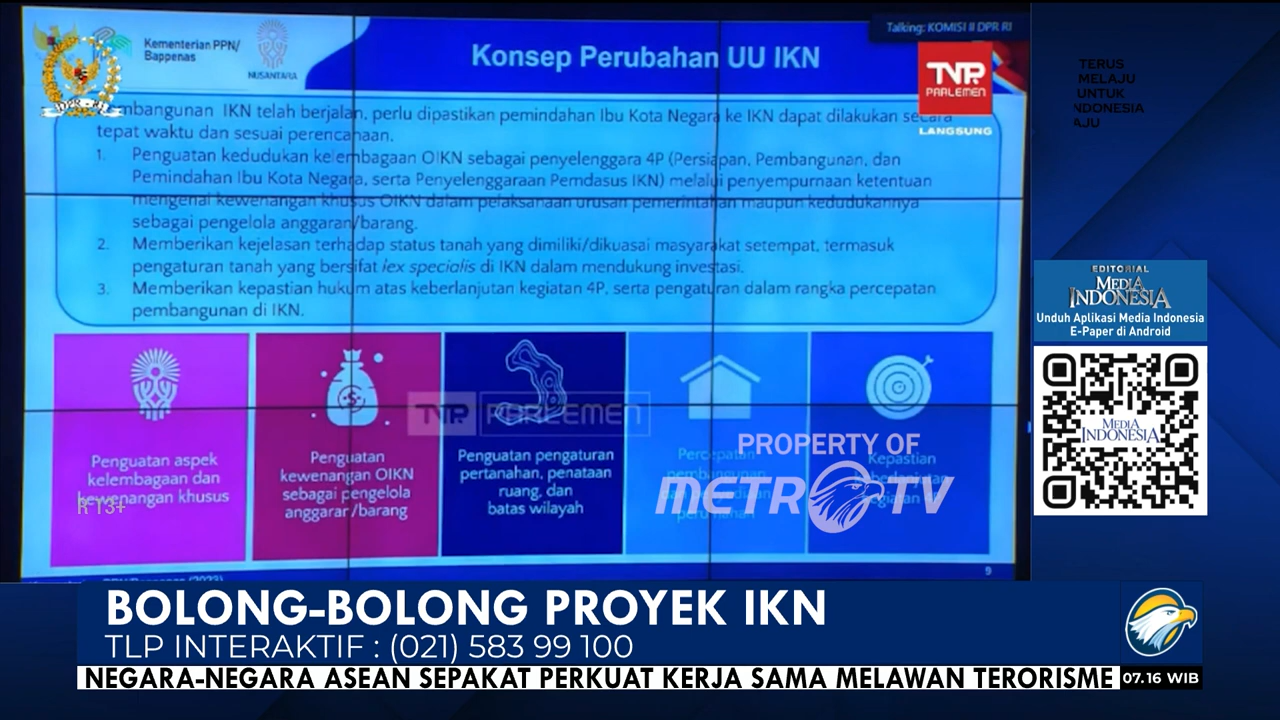 Kementerian PPN/
Bappenas
NUSANTARA
DPR - RI
Talking: KOMISI II DPR RI
Konsep Perubahan UU IKN
TVR
PARLEMEN
LANGSUNG
TERUS
MELAJU
UNTUK
INDONESIA
AJU
mbangunan IKN telah berjalan, perlu dipastikan pemindahan Ibu Kota Negara ke IKN dapat dilakukan secara
tepat waktu dan sesuai perencanaan.
1. Penguatan kedudukan kelembagaan OIKN sebagai penyelenggara 4P (Persiapan, Pembangunan, dan
Pemindahan Ibu Kota Negara, serta Penyelenggaraan Pemdasus IKN) melalui penyempurnaan ketentuan
mengenai kewenangan khusus OIKN dalam pelaksanaan urusan pemerintahan maupun kedudukannya
sebagai pengelola anggaran/barang.
2. Memberikan kejelasan terhadap status tanah yang dimiliki/dikuasai masyarakat setempat, termasuk
pengaturan tanah yang bersifat lex specialis di IKN dalam mendukung investasi.
3. Memberikan kepastian hukum atas keberlanjutan kegiatan 4P, serta pengaturan dalam rangka percepatan
pembangunan di IKN.
EDITORIAL
MEDIA
INDONESIA
Unduh Aplikasi Media Indonesia
E-Paper di Android
MEDIA
INDONESIA
TVR PARLEMEN
Penguatan aspek
kelembagaan dan
kewenangan khusus
R 13+
Penguatan
kewenangan OIKN
sebagai pengelola
anggaran/barang
Penguatan pengaturan
pertanahan, penataan
ruang, dan
batas wilayah
Percepatan
pembangunan
Kepastian
PROPERTY OF
METRO TV
PPN/Bappenas (2023)
9
BOLONG-BOLONG PROYEK IKN
TLP INTERAKTIF : (021) 583 99 100
NEGARA-NEGARA ASEAN SEPAKAT PERKUAT KERJA SAMA MELAWAN TERORISME
07.16 WIB